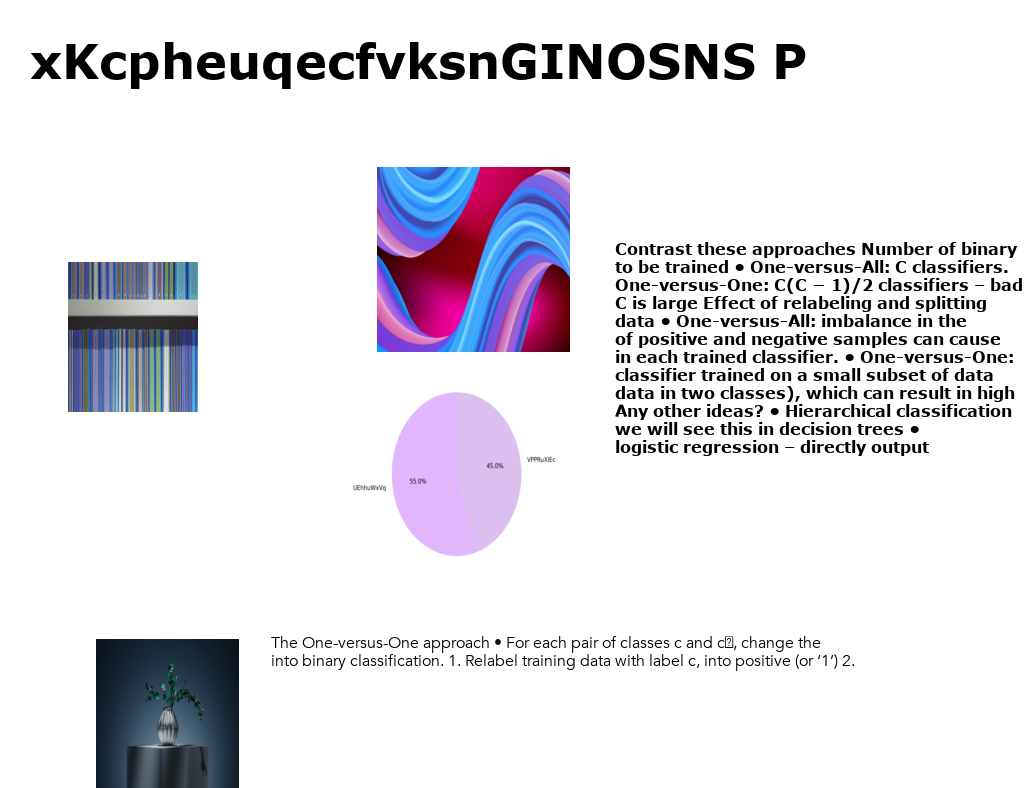 xKcpheuqecfvksnGINOSNS P
Contrast these approaches Number of binary
to be trained • One-versus-All: C classifiers.
One-versus-One: C(C − 1)/2 classifiers – bad
C is large Effect of relabeling and splitting
data • One-versus-All: imbalance in the
of positive and negative samples can cause
in each trained classifier. • One-versus-One:
classifier trained on a small subset of data
data in two classes), which can result in high
Any other ideas? • Hierarchical classification
we will see this in decision trees •
logistic regression – directly output
VPPRuXlEc
45.0%
55.0%
UEhhuWxVq
The One-versus-One approach • For each pair of classes c and c, change the
into binary classification. 1. Relabel training data with label c, into positive (or ‘1’) 2.